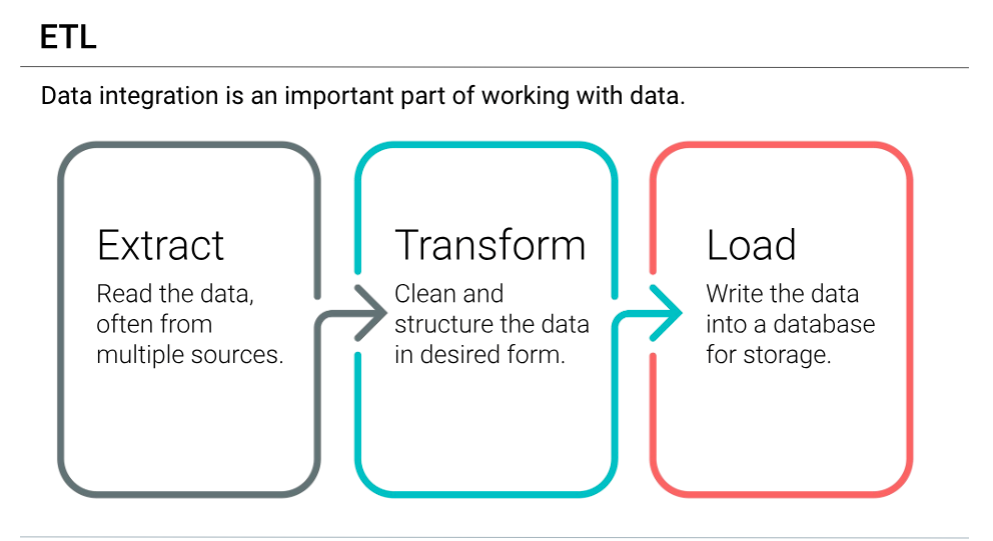 ETL
Data integration is an important part of working with data.
Extract
Read the data,
often from
multiple sources.
Transform
Clean and
structure the data
in desired form.
Load
Write the data
into a database
for storage.